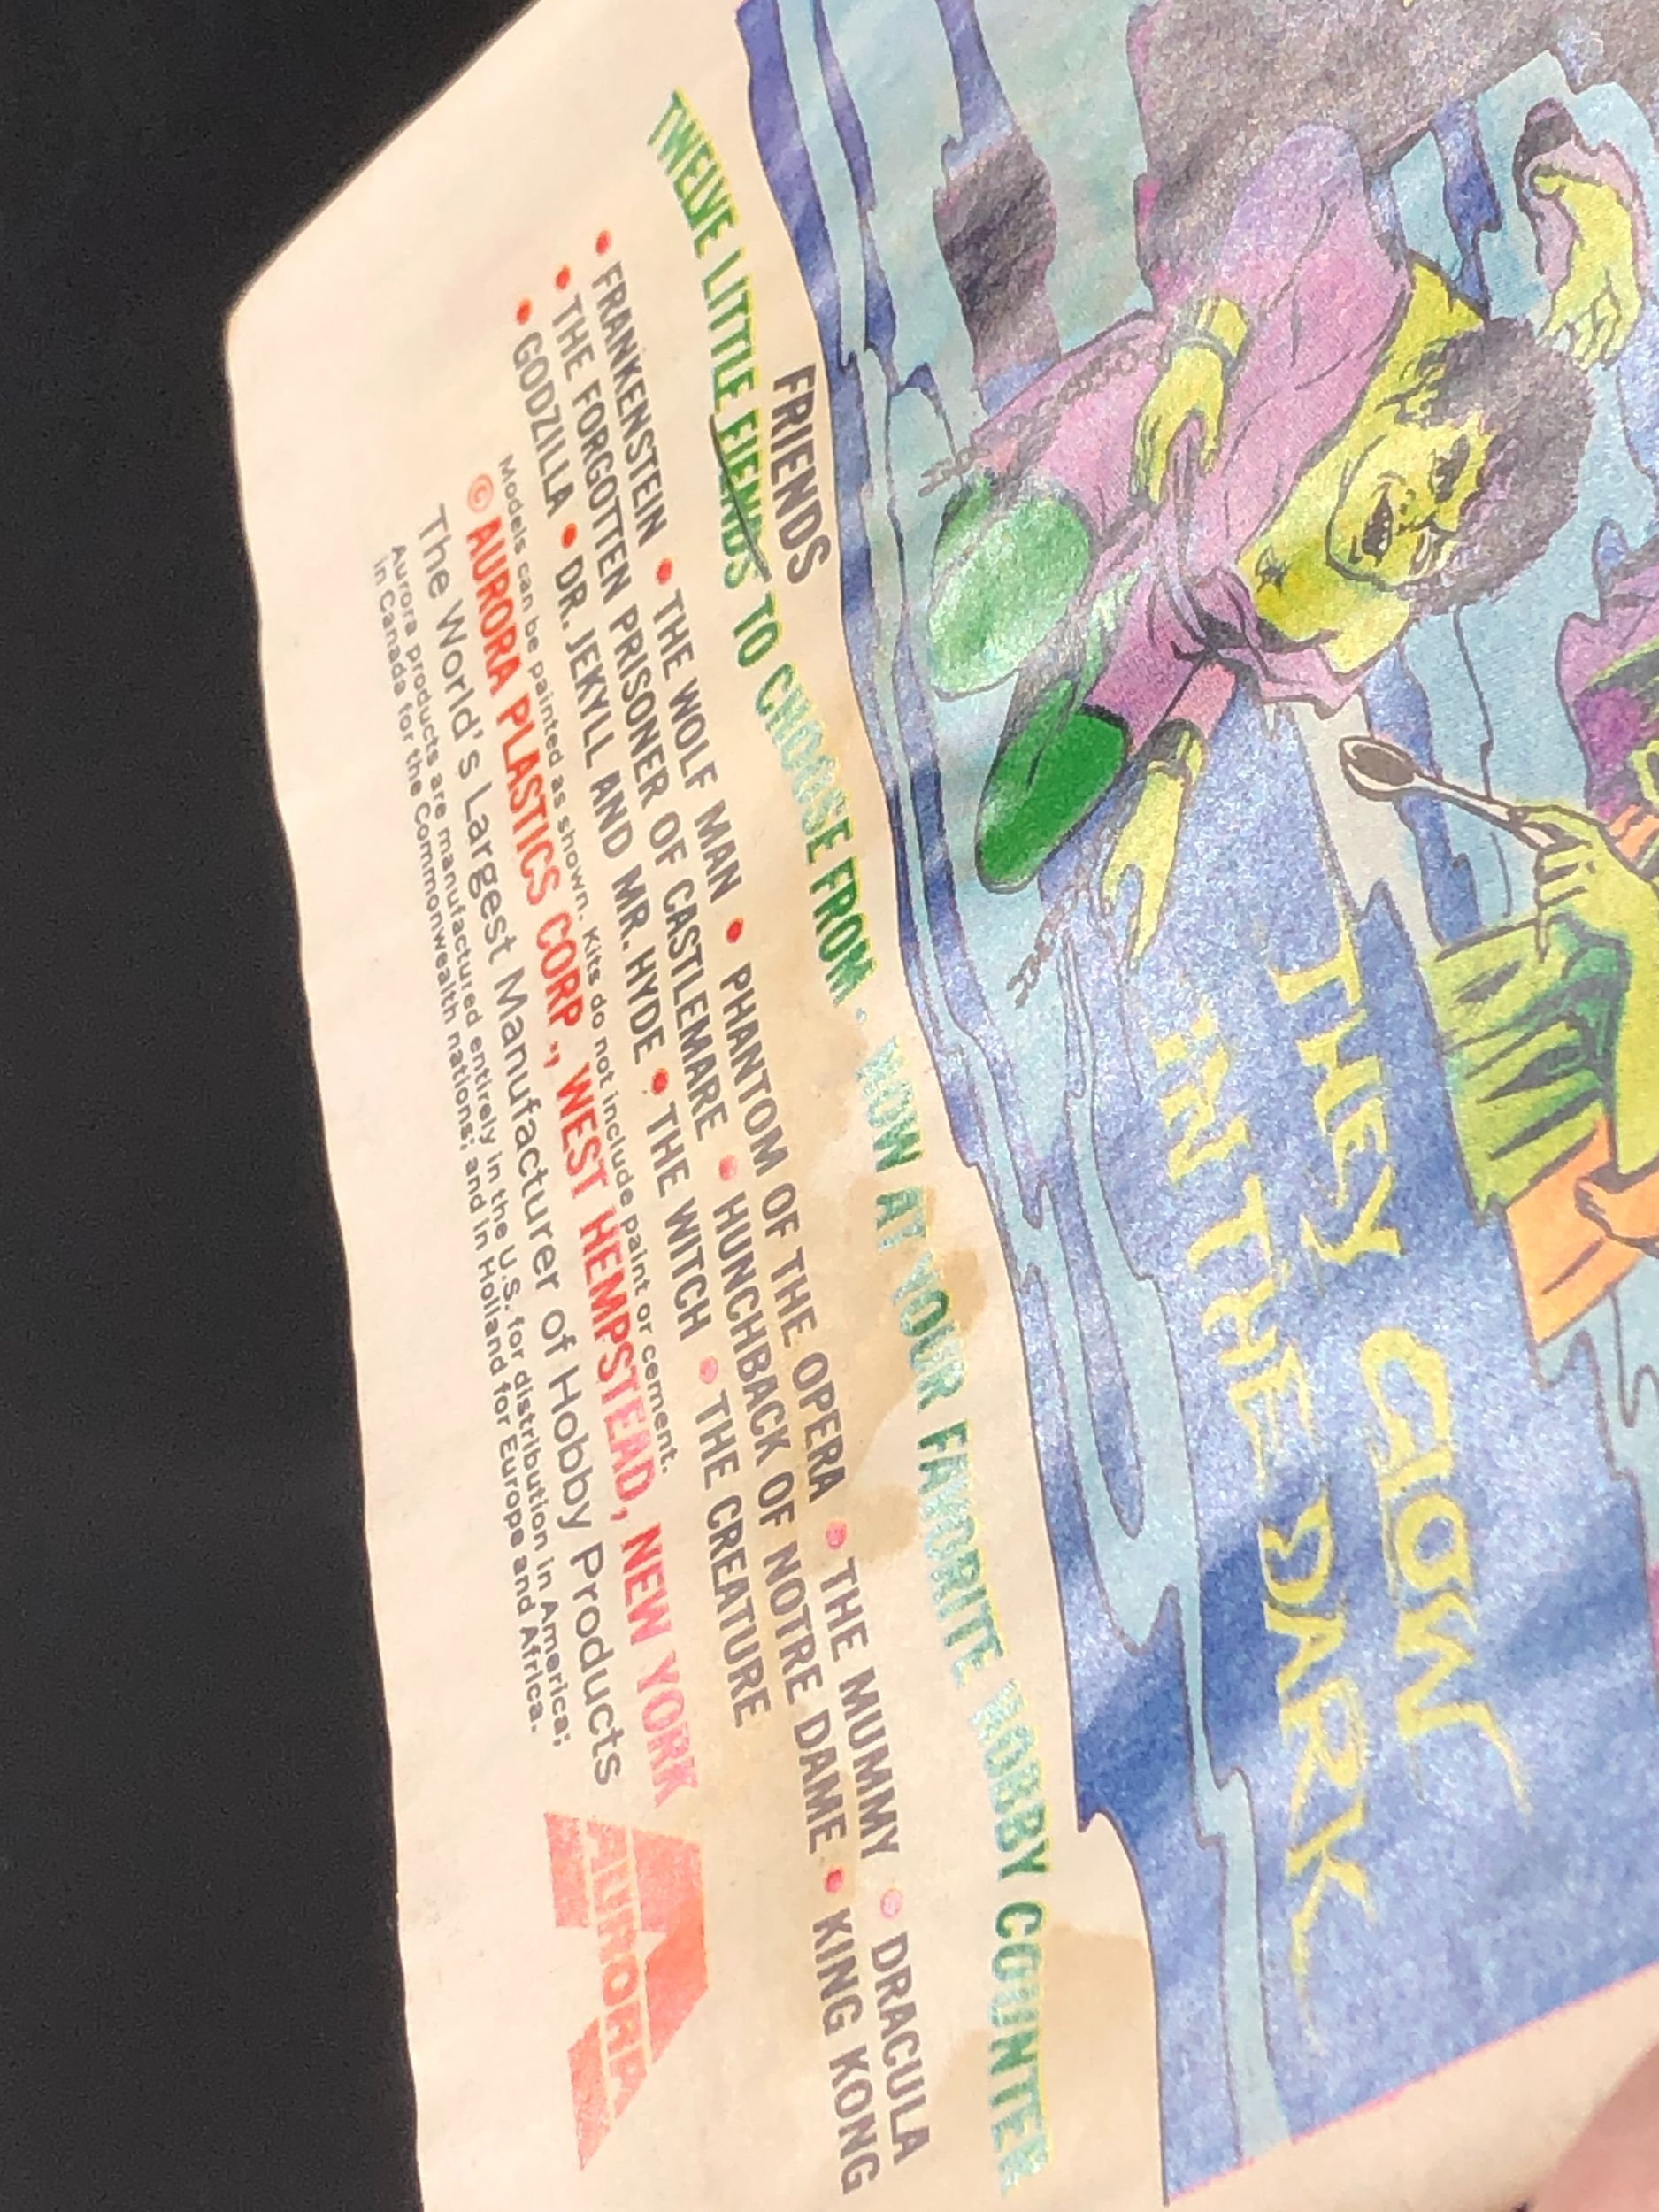 THEY GLOW
IN THE DARK
FRIENDS
TWELVE LITTLE FIENDS TO CHOOSE FROM - NOW AT YOUR FAVORITE HOBBY COUNTER
• FRANKENSTEIN • THE WOLF MAN • PHANTOM OF THE OPERA • THE MUMMY • DRACULA
• THE FORGOTTEN PRISONER OF CASTLEMARE • HUNCHBACK OF NOTRE DAME • KING KONG
• GODZILLA • DR. JEKYLL AND MR. HYDE • THE WITCH • THE CREATURE
Models can be painted as shown. Kits do not include paint or cement.
© AURORA PLASTICS CORP., WEST HEMPSTEAD, NEW YORK
The World's Largest Manufacturer of Hobby Products
Aurora products are manufactured entirely in the U.S. for distribution in America;
in Canada for the Commonwealth nations; and in Holland for Europe and Africa.
AURORA